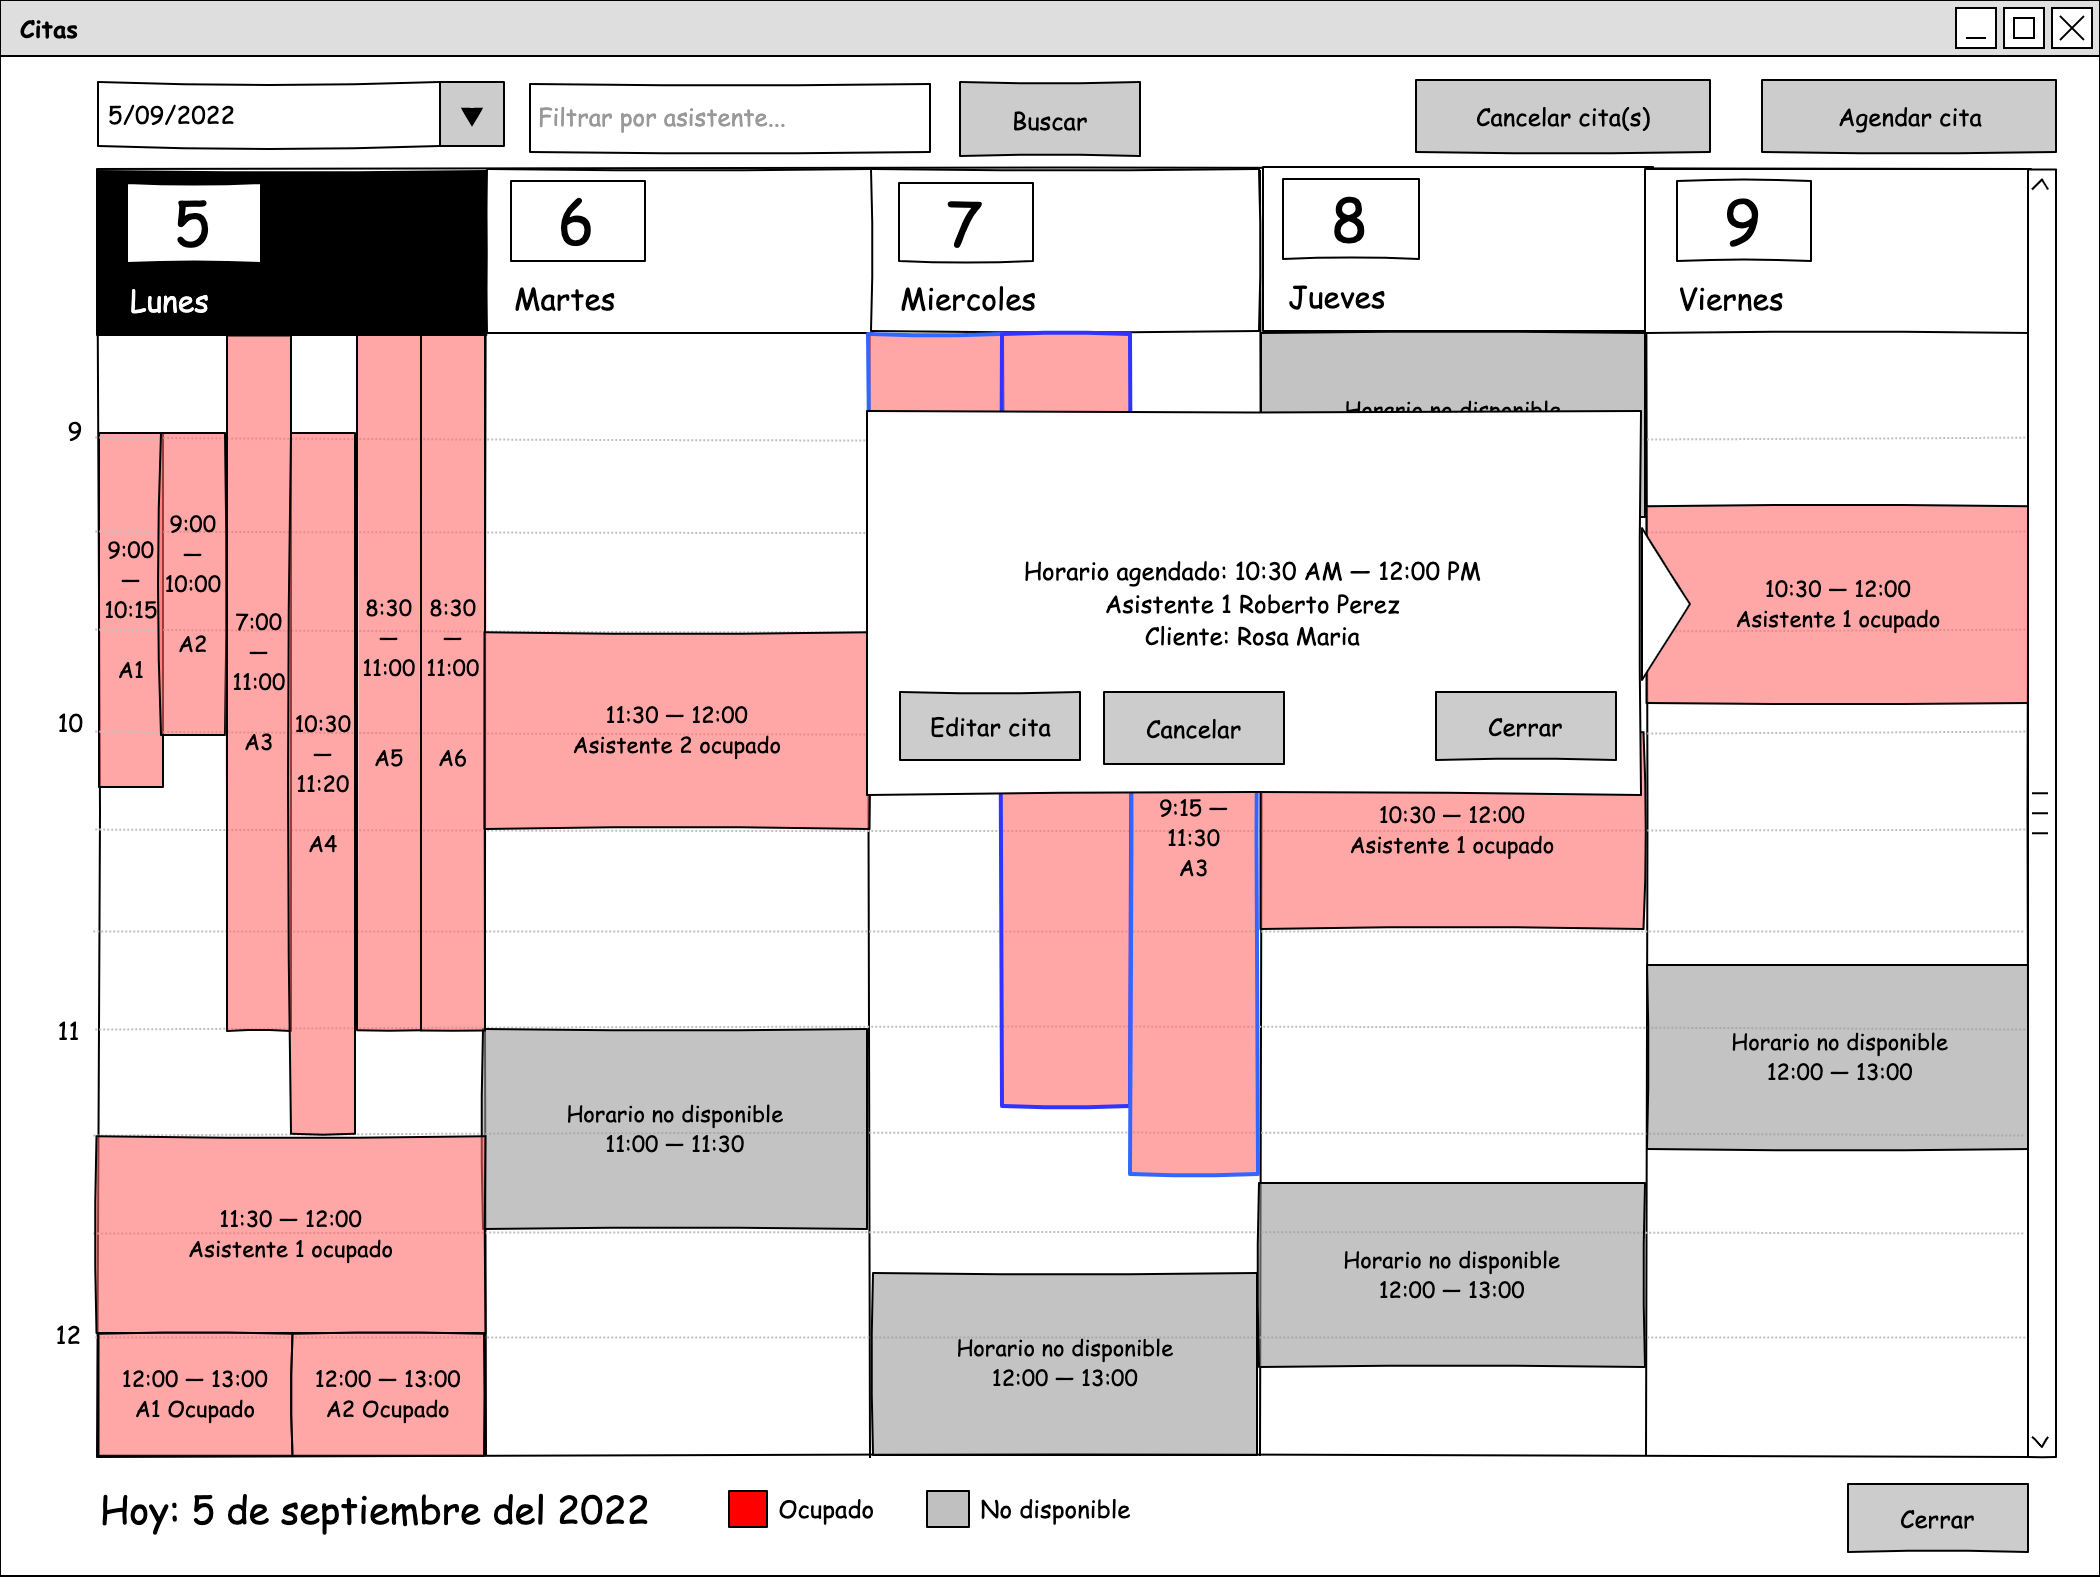 Citas
5/09/2022
Filtrar por asistente...
Buscar
Cancelar cita(s)
Agendar cita
5
Lunes
6
Martes
7
Miercoles
8
Jueves
9
Viernes
9
10
11
12
9:00
—
10:15
A1
9:00
—
10:00
A2
7:00
—
11:00
A3
10:30
—
11:20
A4
8:30
—
11:00
A5
8:30
—
11:00
A6
11:30 — 12:00
Asistente 1 ocupado
12:00 — 13:00
A1 Ocupado
12:00 — 13:00
A2 Ocupado
11:30 — 12:00
Asistente 2 ocupado
Horario no disponible
11:00 — 11:30
9:15 —
11:30
A3
Horario no disponible
12:00 — 13:00
Horario no disponible
10:30 — 12:00
Asistente 1 ocupado
Horario no disponible
12:00 — 13:00
10:30 — 12:00
Asistente 1 ocupado
Horario no disponible
12:00 — 13:00
Horario agendado: 10:30 AM — 12:00 PM
Asistente 1 Roberto Perez
Cliente: Rosa Maria
Editar cita
Cancelar
Cerrar
Hoy: 5 de septiembre del 2022
Ocupado
No disponible
Cerrar